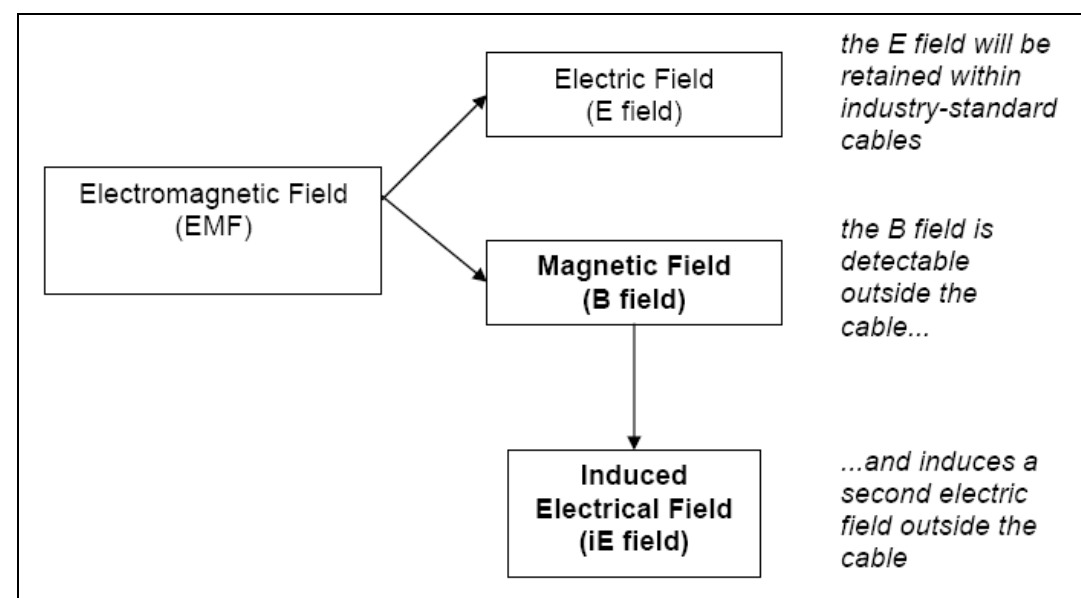 Electric Field
(E field)
the E field will be
retained within
industry-standard
cables
Electromagnetic Field
(EMF)
Magnetic Field
(B field)
the B field is
detectable
outside the
cable...
Induced
Electrical Field
(iE field)
...and induces a
second electric
field outside the
cable